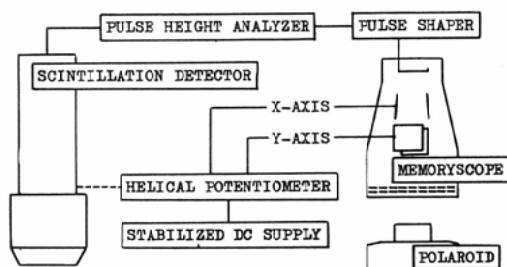 PULSE HEIGHT ANALYZER
PULSE SHAPER
SCINTILLATION DETECTOR
X-AXIS
Y-AXIS
MEMORYSCOPE
HELICAL POTENTIOMETER
STABILIZED DC SUPPLY
POLAROID